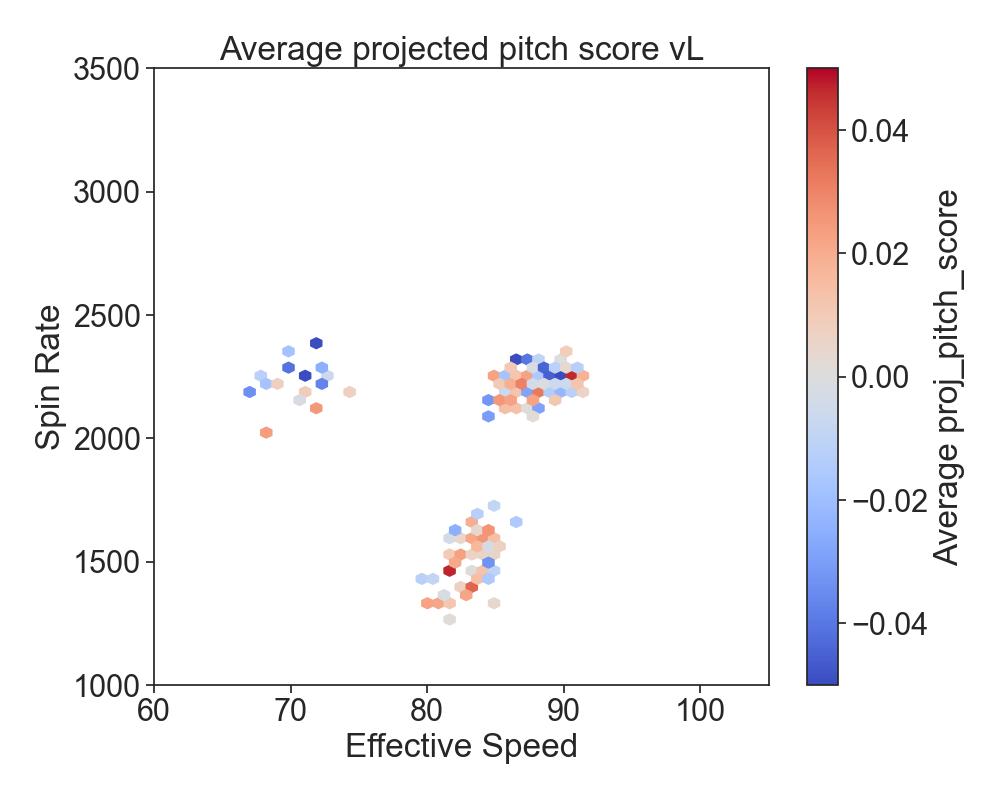 Average projected pitch score vL
3500
3000
2500
2000
1500
1000
Spin Rate
60 70 80 90 100
Effective Speed
0.04
0.02
0.00
−0.02
−0.04
Average proj_pitch_score